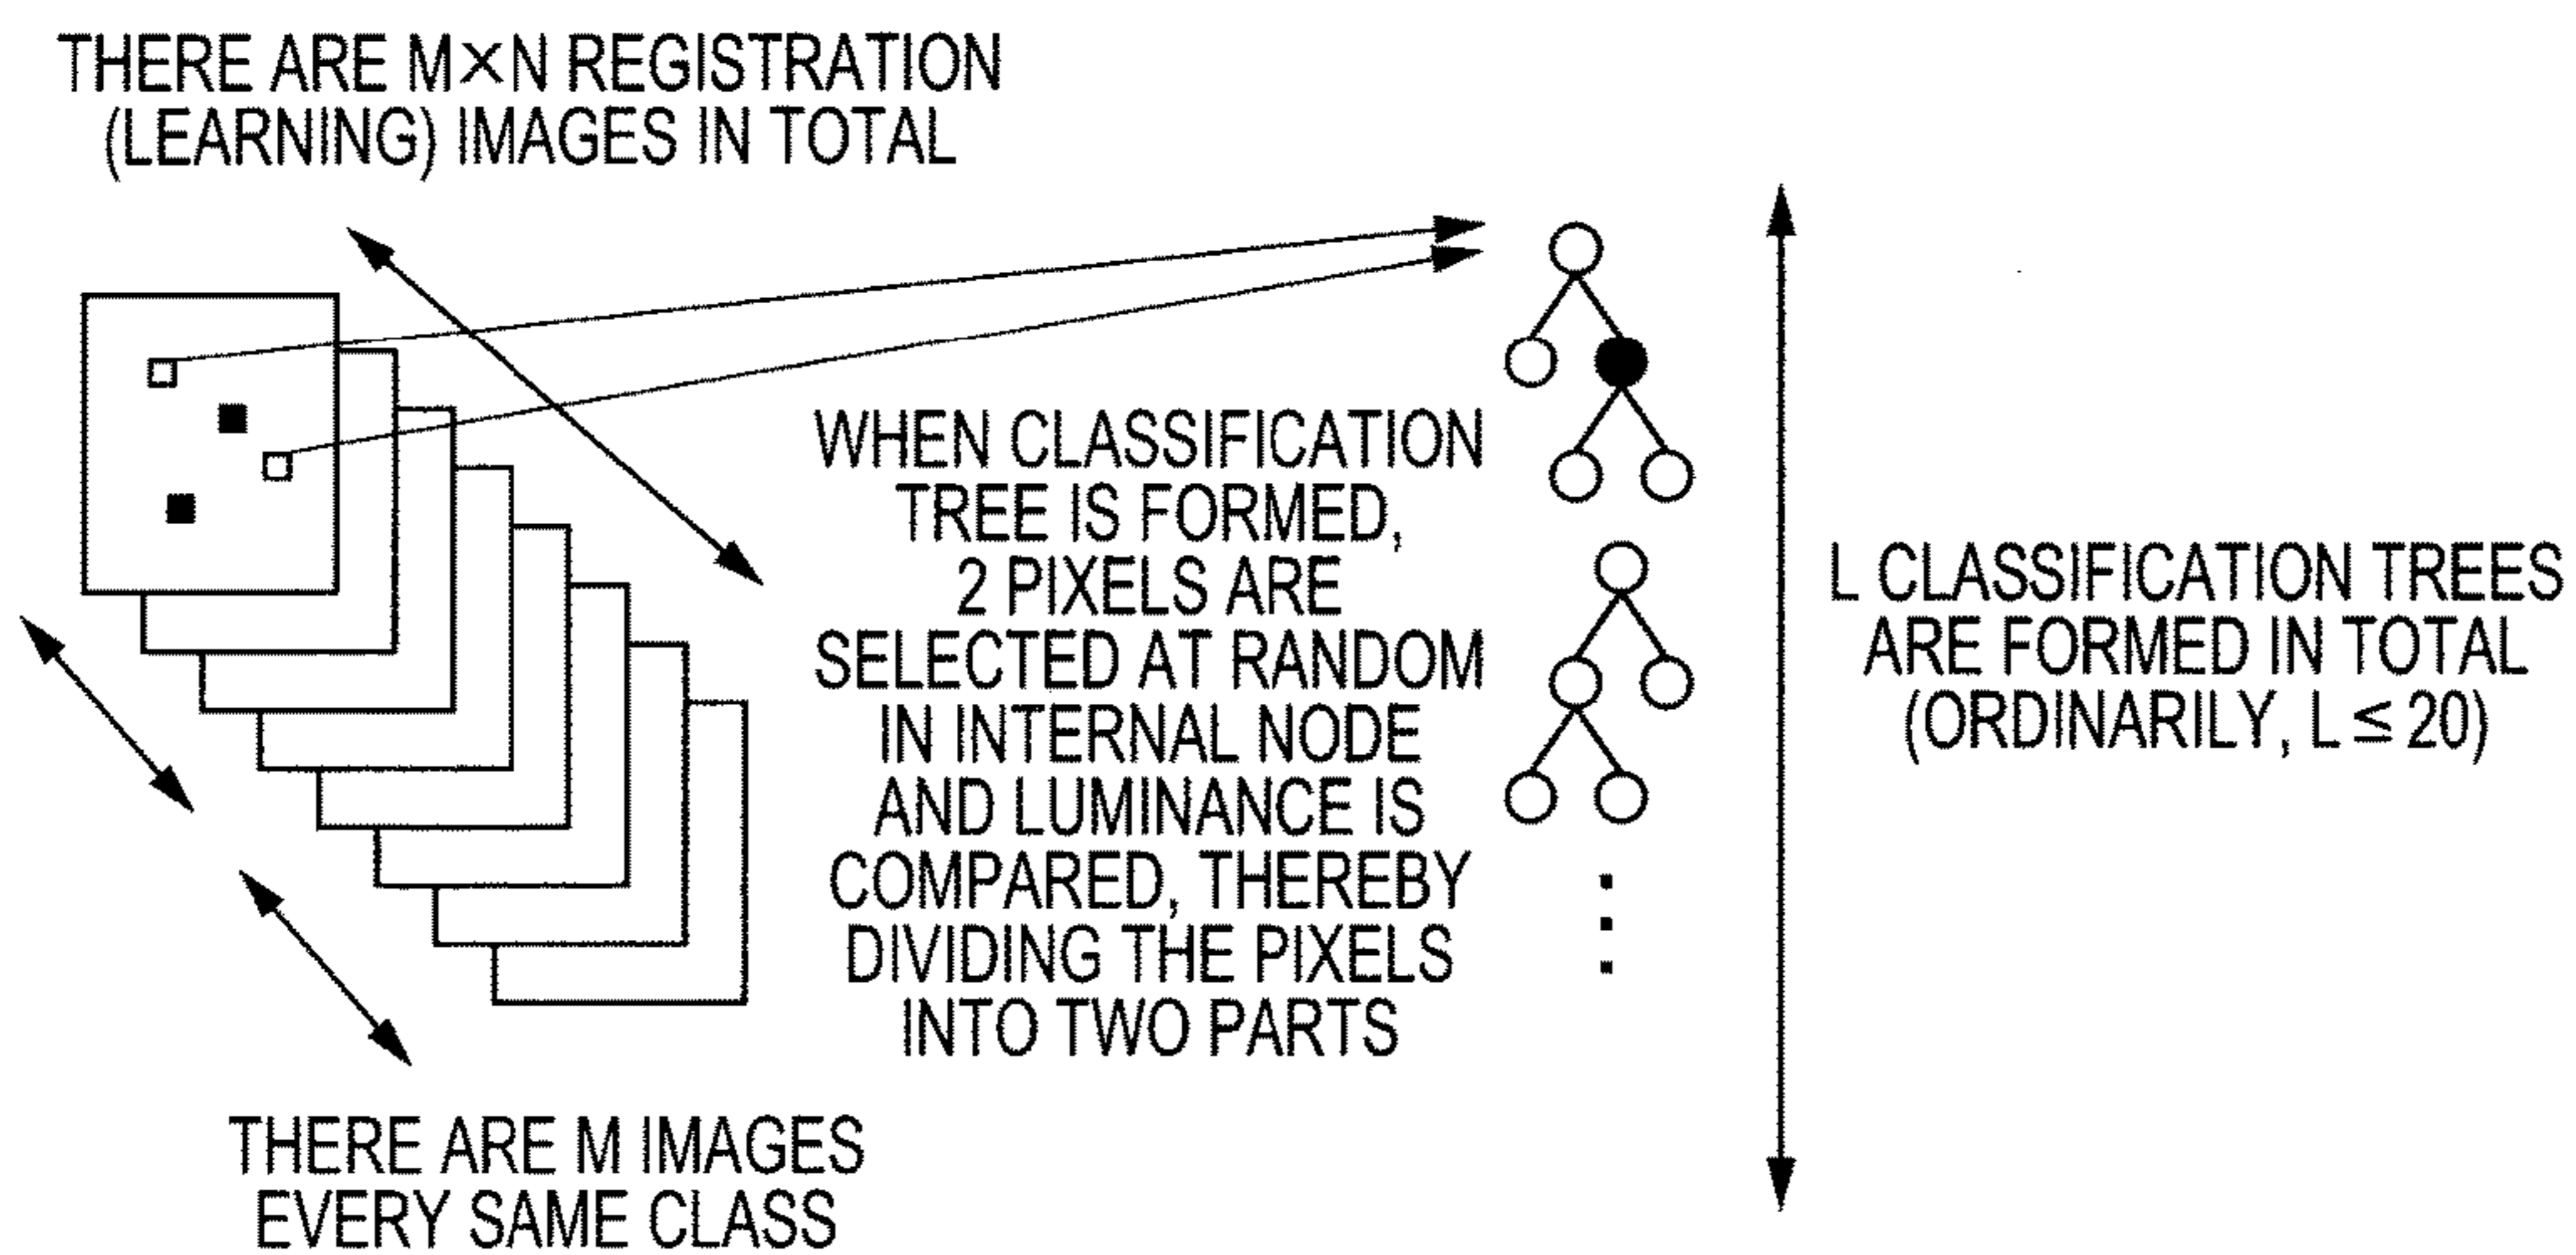 THERE ARE M×N REGISTRATION
(LEARNING) IMAGES IN TOTAL
WHEN CLASSIFICATION
TREE IS FORMED,
2 PIXELS ARE
SELECTED AT RANDOM
IN INTERNAL NODE
AND LUMINANCE IS
COMPARED, THEREBY
DIVIDING THE PIXELS
INTO TWO PARTS
L CLASSIFICATION TREES
ARE FORMED IN TOTAL
(ORDINARILY, L ≤ 20)
THERE ARE M IMAGES
EVERY SAME CLASS